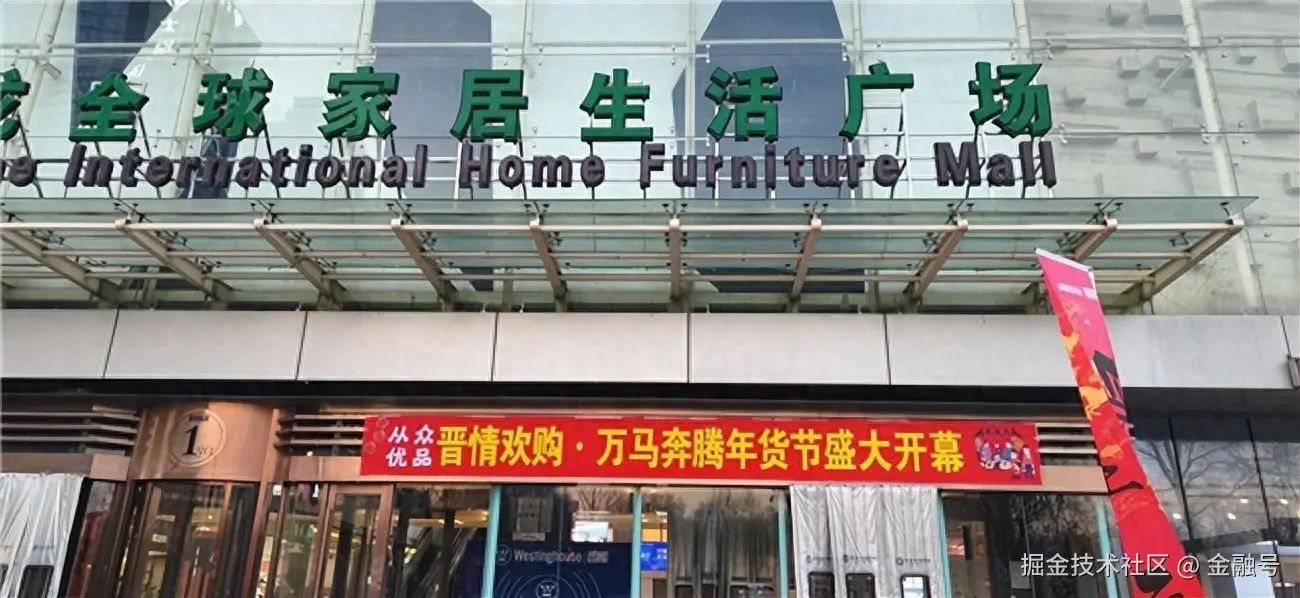 全球家居生活广场
International Home Furniture Mall
1
从众
优品
晋情欢购·万马奔腾年货节盛大开幕
Westinghouse
掘金技术社区 @ 金融号